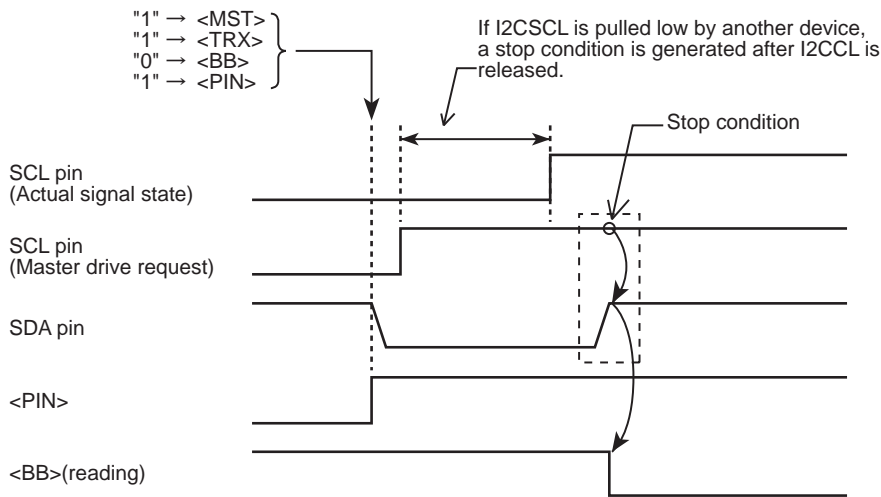 "1" → <MST>
"1" → <TRX>
"0" → <BB>
"1" → <PIN>
If I2CSCL is pulled low by another device,
a stop condition is generated after I2CCL is
released.
Stop condition
SCL pin
(Actual signal state)
SCL pin
(Master drive request)
SDA pin
<PIN>
<BB>(reading)